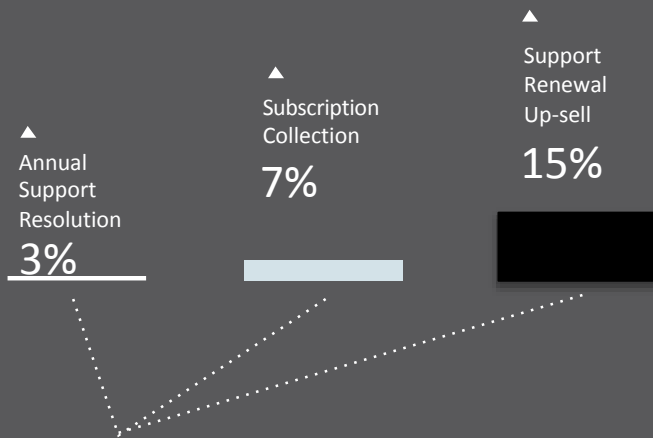 Annual
Support
Resolution
3%
Subscription
Collection
7%
Support
Renewal
Up-sell
15%